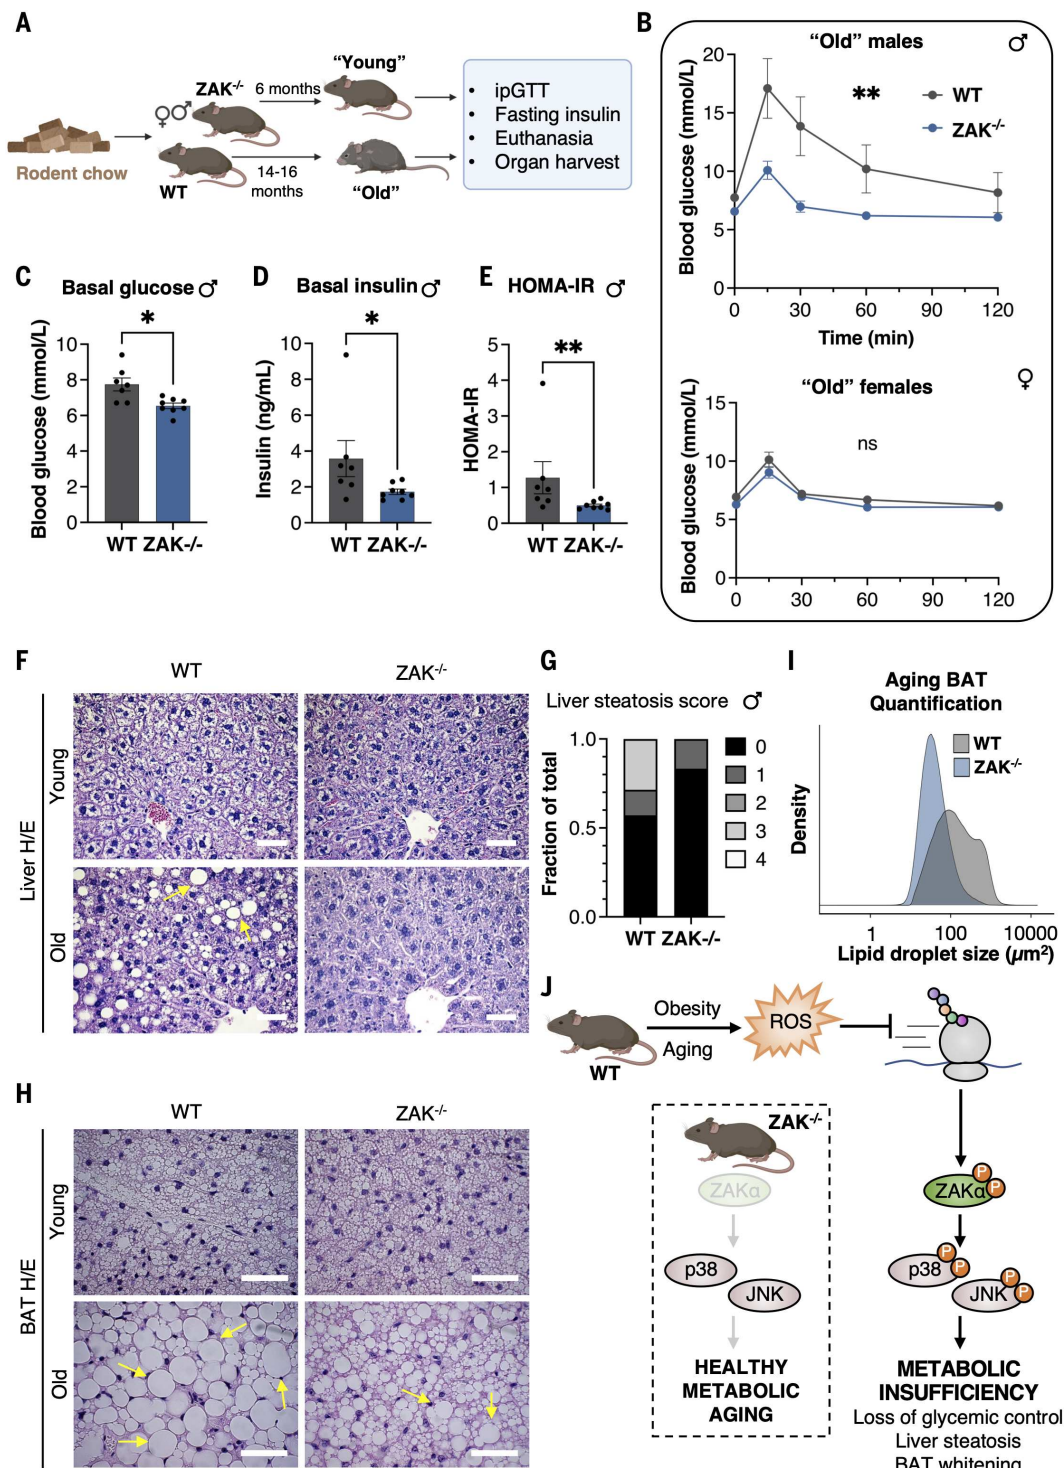 A
Rodent chow
♀♂
ZAK-/-
WT
6 months
14-16
months
“Young”
“Old”
• ipGTT
• Fasting insulin
• Euthanasia
• Organ harvest
B
“Old” males ♂
Blood glucose (mmol/L)
20
15
10
5
0
**
WT
ZAK-/-
0 30 60 90 120
Time (min)
“Old” females ♀
Blood glucose (mmol/L)
15
10
5
0
ns
0 30 60 90 120
C
Basal glucose ♂
*
Blood glucose (mmol/L)
10
8
6
4
2
0
WT ZAK-/-
D
Basal insulin ♂
*
Insulin (ng/mL)
10
8
6
4
2
0
WT ZAK-/-
E
HOMA-IR ♂
**
HOMA-IR
5
4
3
2
1
0
WT ZAK-/-
F
WT ZAK-/-
Liver H/E
Young
Old
G
Liver steatosis score ♂
Fraction of total
1.0
0.5
0.0
WT ZAK-/-
0
1
2
3
4
H
WT ZAK-/-
BAT H/E
Young
Old
I
Aging BAT
Quantification
WT
ZAK-/-
Density
1 100 10000
Lipid droplet size (µm²)
J
WT
Obesity
Aging
ROS
ZAK-/-
ZAKα
p38
JNK
HEALTHY
METABOLIC
AGING
ZAKα
P
P
p38
P
P
JNK
P
P
METABOLIC
INSUFFICIENCY
Loss of glycemic control
Liver steatosis
BAT whitening